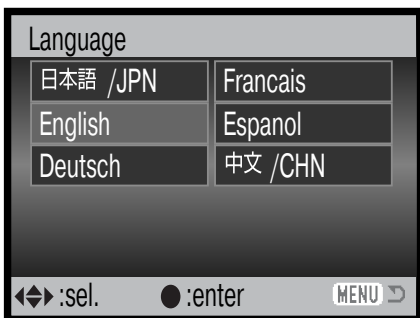 Language
日本語 /JPN Francais
English Espanol
Deutsch 中文 /CHN
:sel. :enter MENU